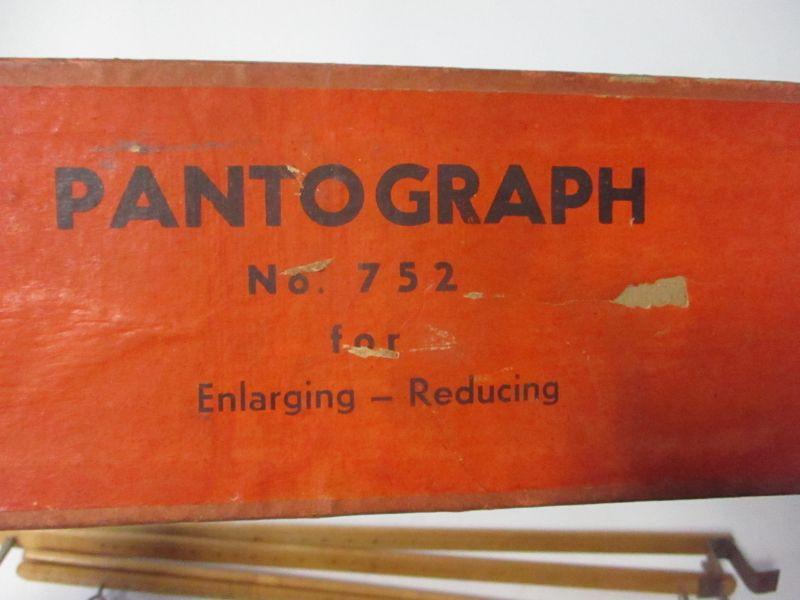 PANTOGRAPH
No. 752
for
Enlarging – Reducing